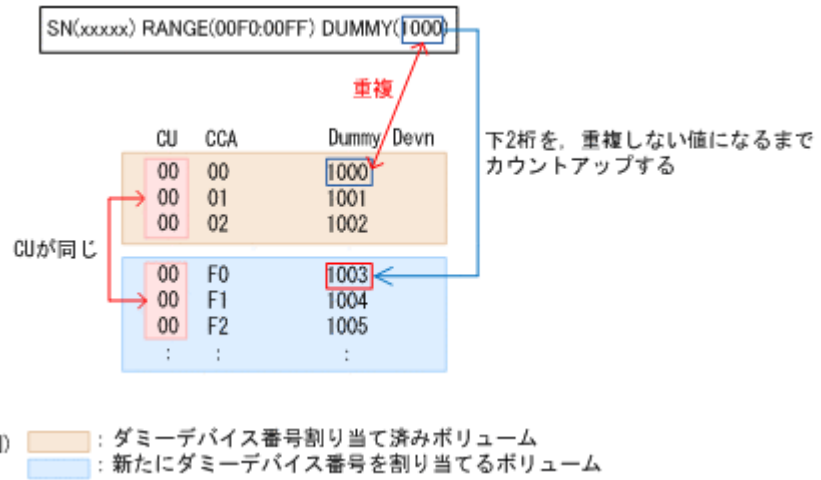 SN(xxxxx) RANGE(00F0:00FF) DUMMY(1000)
重複
CU CCA Dummy Devn
00 00 1000
00 01 1001
00 02 1002
下2桁を，重複しない値になるまで
カウントアップする
CUが同じ
00 F0 1003
00 F1 1004
00 F2 1005
: : :
) : ダミーデバイス番号割り当て済みボリューム
: 新たにダミーデバイス番号を割り当てるボリューム